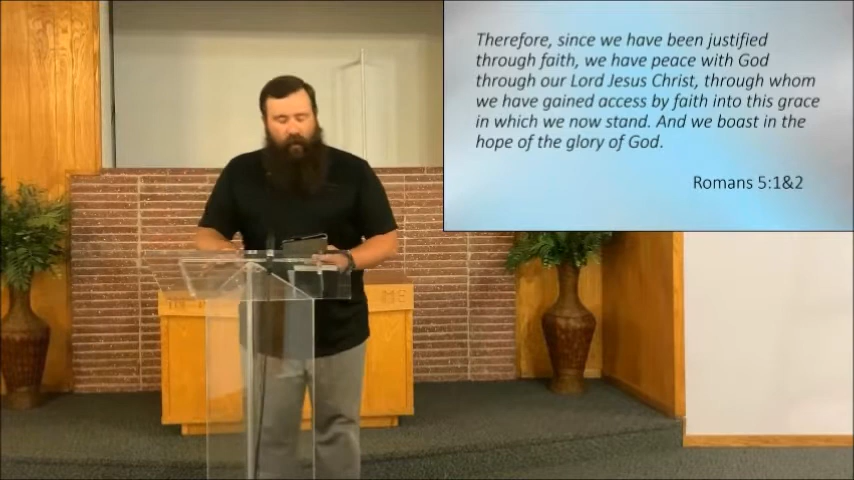 Therefore, since we have been justified
through faith, we have peace with God
through our Lord Jesus Christ, through whom
we have gained access by faith into this grace
in which we now stand. And we boast in the
hope of the glory of God.
Romans 5:1&2